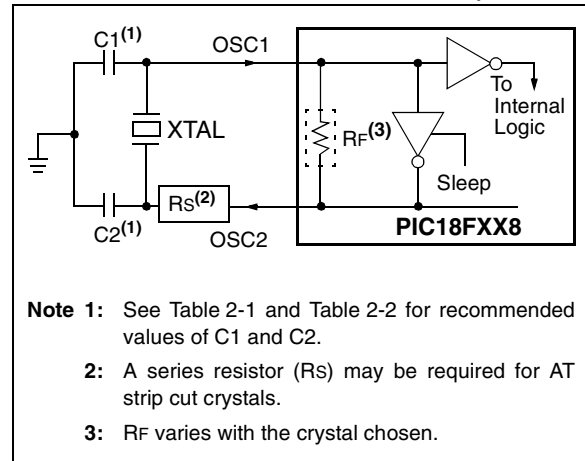 C1(1)
OSC1
To
Internal
Logic
XTAL
RF(3)
Sleep
RS(2)
PIC18FXX8
C2(1)
OSC2
Note 1: See Table 2-1 and Table 2-2 for recommended
values of C1 and C2.
2: A series resistor (RS) may be required for AT
strip cut crystals.
3: RF varies with the crystal chosen.